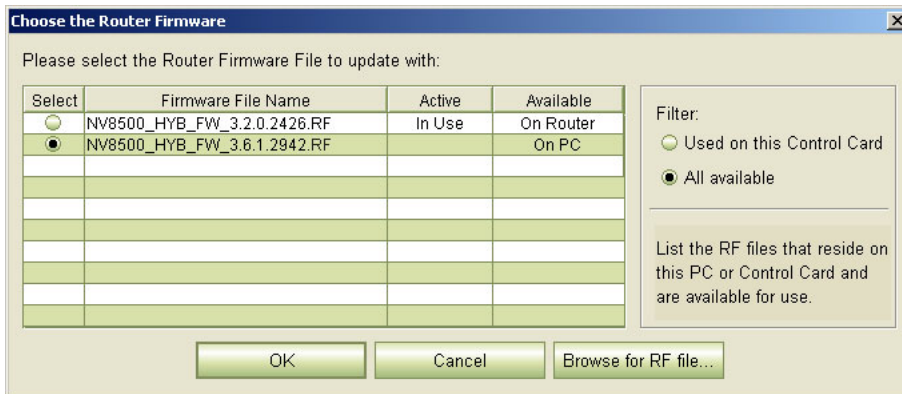 Choose the Router Firmware
Please select the Router Firmware File to update with:
Select Firmware File Name Active Available
NV8500_HYB_FW_3.2.0.2426.RF In Use On Router
NV8500_HYB_FW_3.6.1.2942.RF On PC
Filter:
Used on this Control Card
All available
List the RF files that reside on
this PC or Control Card and
are available for use.
OK Cancel Browse for RF file...